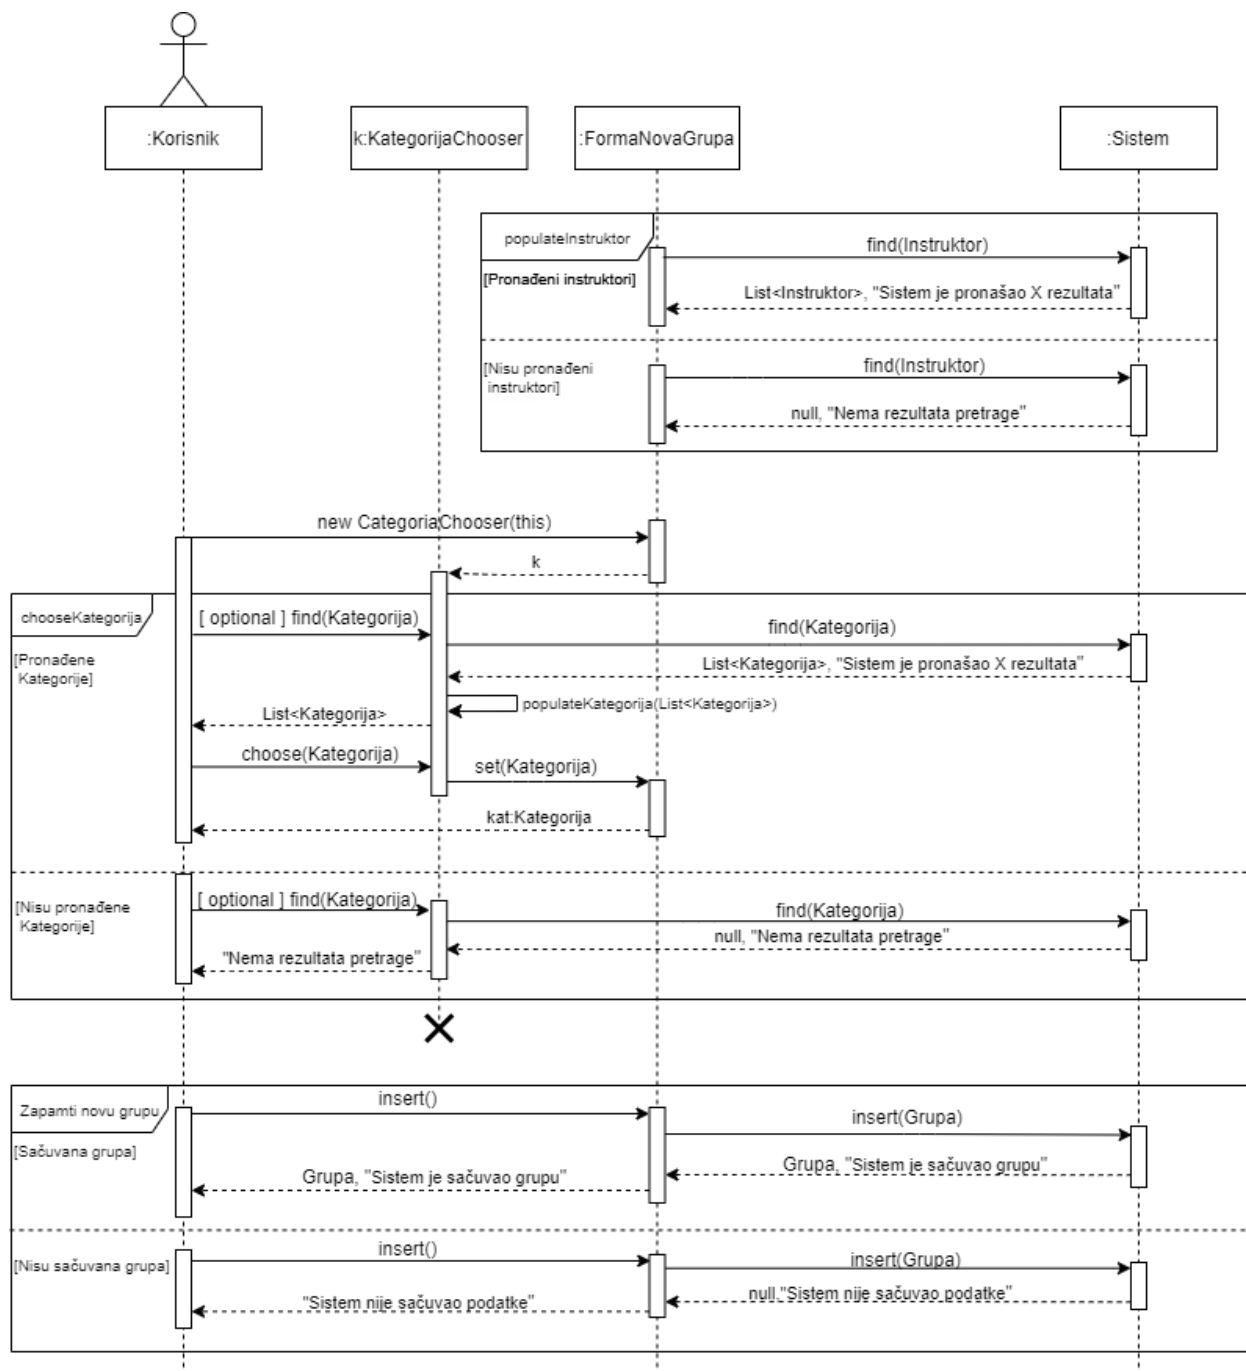 :Korisnik
k:KategorijaChooser
:FormaNovaGrupa
:Sistem
populateInstruktor
find(Instruktor)
[Pronađeni instruktori]
List<Instruktor>, "Sistem je pronašao X rezultata"
[Nisu pronađeni
instruktori]
find(Instruktor)
null, "Nema rezultata pretrage"
new CategoriaChooser(this)
k
chooseKategorija
[ optional ] find(Kategorija)
find(Kategorija)
[Pronađene
Kategorije]
List<Kategorija>, "Sistem je pronašao X rezultata"
populateKategorija(List<Kategorija>)
List<Kategorija>
choose(Kategorija)
set(Kategorija)
kat:Kategorija
[Nisu pronađene
Kategorije]
[ optional ] find(Kategorija)
find(Kategorija)
null, "Nema rezultata pretrage"
"Nema rezultata pretrage"
Zapamti novu grupu
insert()
insert(Grupa)
[Sačuvana grupa]
Grupa, "Sistem je sačuvao grupu"
Grupa, "Sistem je sačuvao grupu"
[Nisu sačuvana grupa]
insert()
insert(Grupa)
null,"Sistem nije sačuvao podatke"
"Sistem nije sačuvao podatke"